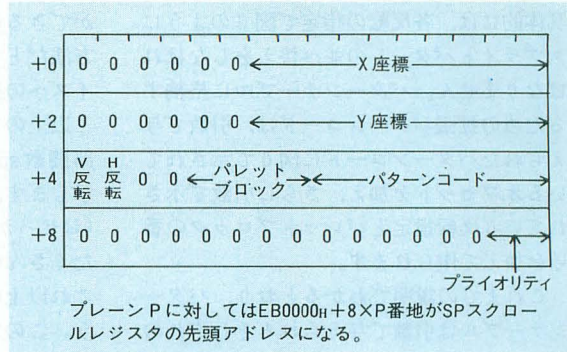 +0 0 0 0 0 0 0 X座標
+2 0 0 0 0 0 0 Y座標
+4 V反転 H反転 0 0 パレットブロック パターンコード
+8 0 0 0 0 0 0 0 0 0 0 0 0 0 0
プライオリティ
プレーンPに対してはEB0000H+8×P番地がSPスクロー
ルレジスタの先頭アドレスになる。